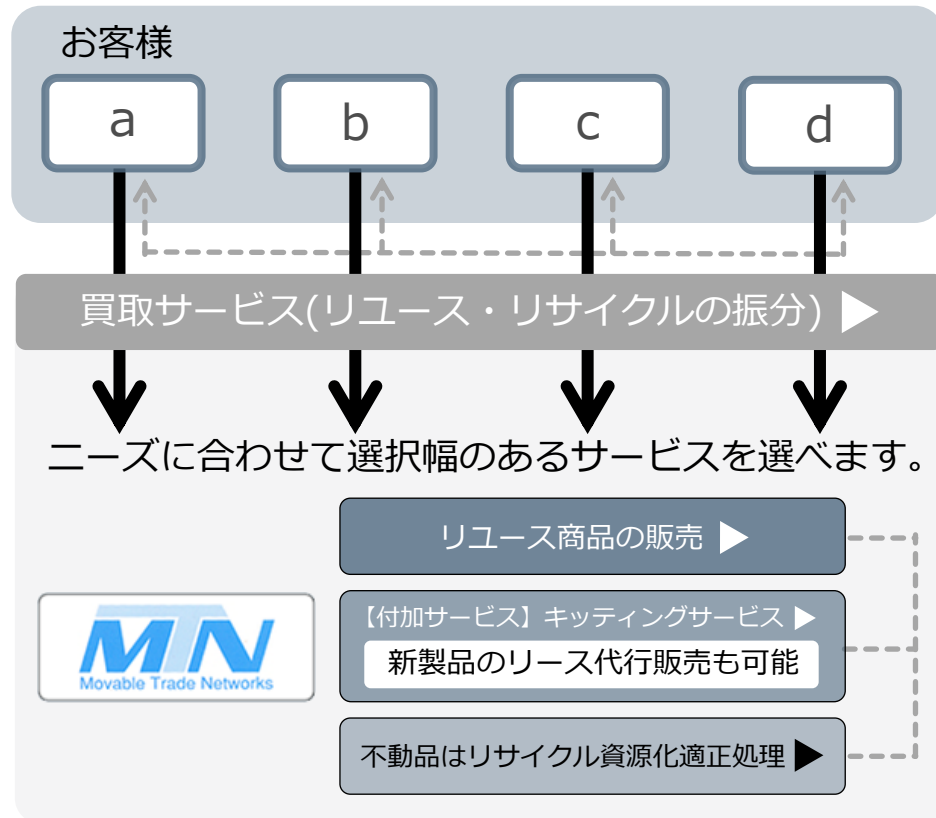 お客様
a
b
c
d
買取サービス(リユース・リサイクルの振分) ▶
ニーズに合わせて選択幅のあるサービスを選べます。
リユース商品の販売 ▶
【付加サービス】キッティングサービス ▶
新製品のリース代行販売も可能
MTN
Movable Trade Networks
不動品はリサイクル資源化適正処理 ▶